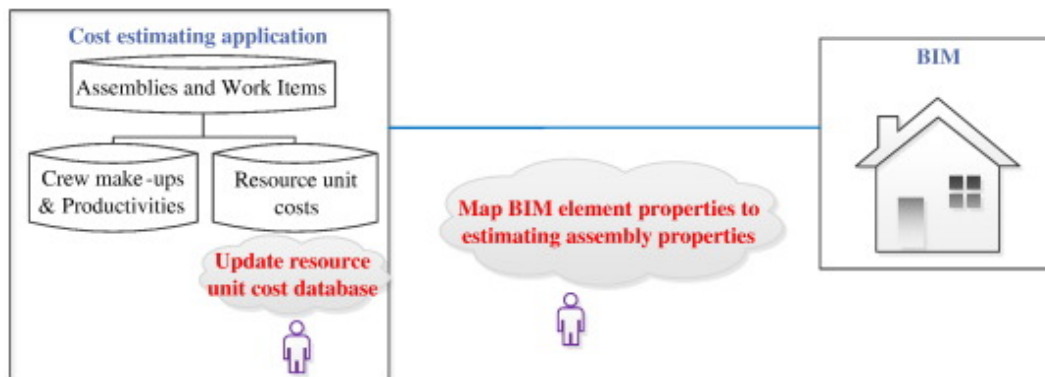 Cost estimating application
Assemblies and Work Items
Crew make-ups
& Productivities
Resource unit
costs
Update resource
unit cost database
Map BIM element properties to
estimating assembly properties
BIM